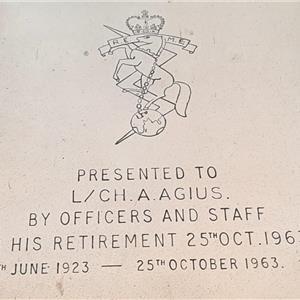 R E M E
PRESENTED TO
L/CH. A. AGIUS.
BY OFFICERS AND STAFF
HIS RETIREMENT 25TH OCT. 196
TH JUNE 1923 — 25TH OCTOBER 1963.